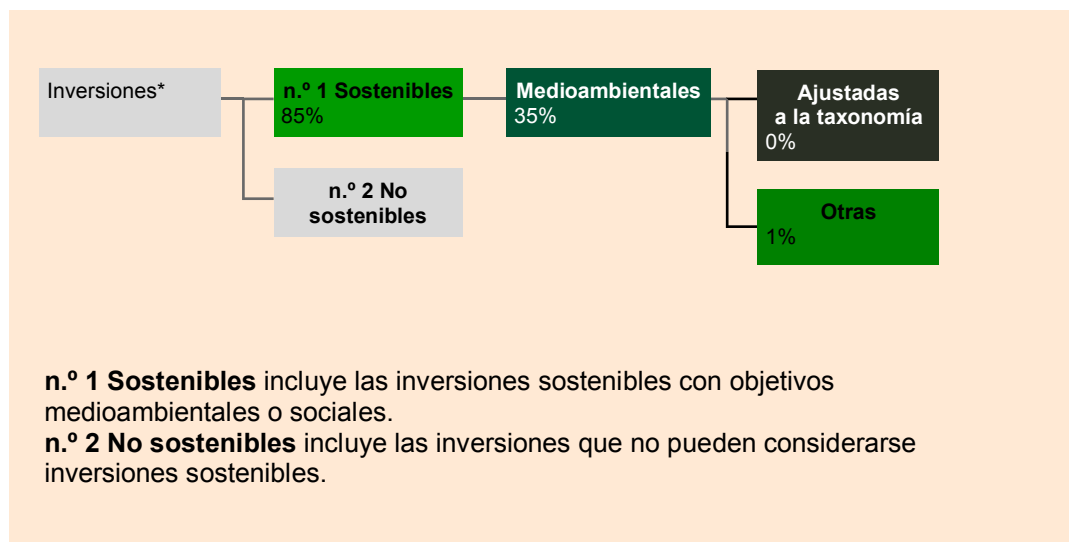 Inversiones*
n.º 1 Sostenibles
85%
Medioambientales
35%
Ajustadas
a la taxonomía
0%
n.º 2 No
sostenibles
Otras
1%
n.º 1 Sostenibles incluye las inversiones sostenibles con objetivos
medioambientales o sociales.
n.º 2 No sostenibles incluye las inversiones que no pueden considerarse
inversiones sostenibles.